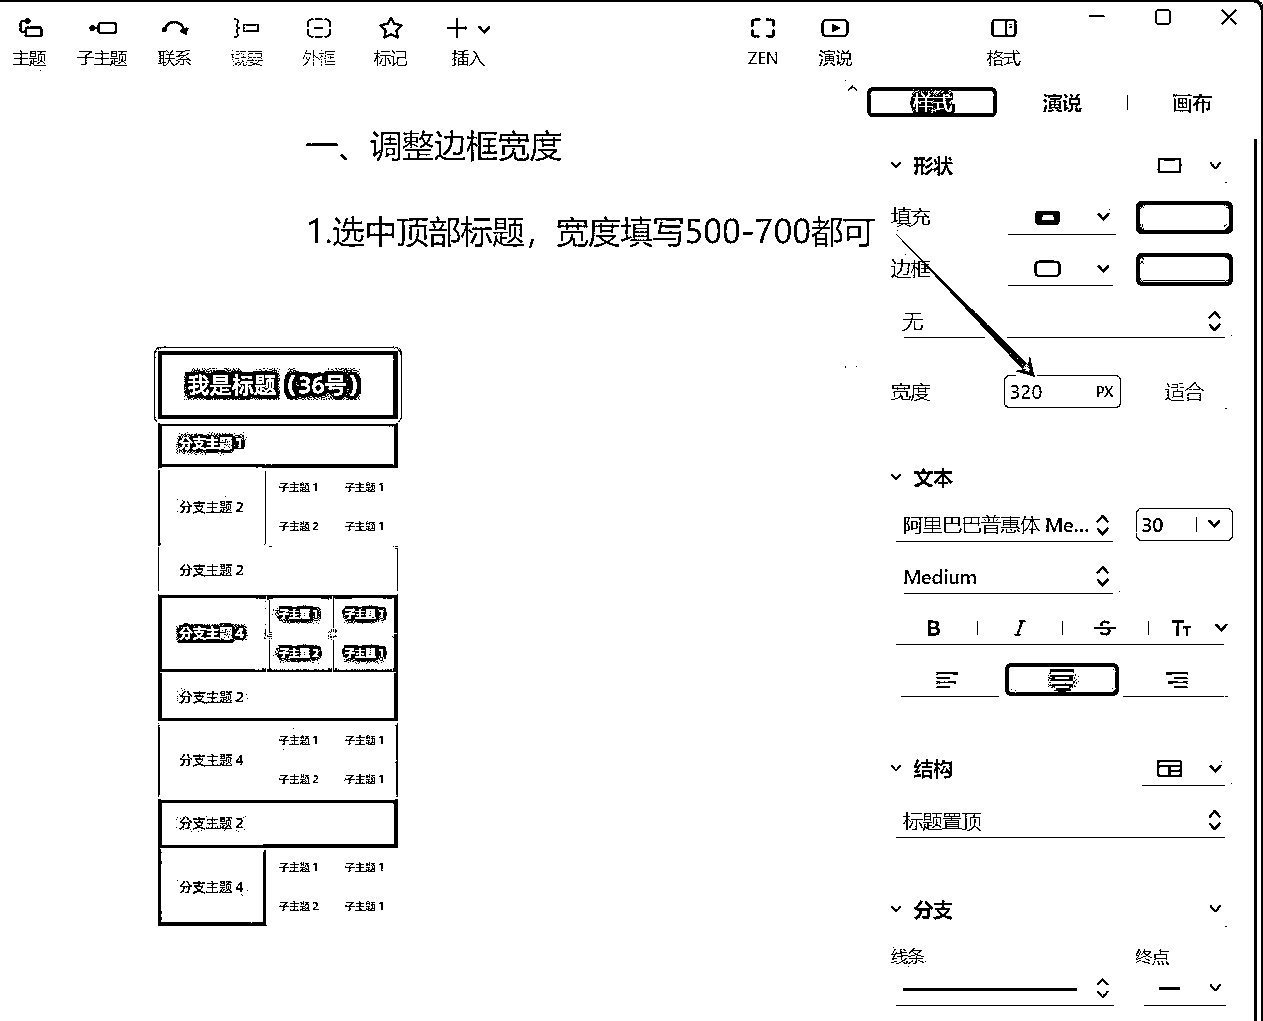 主题 子主题 联系 概要 外框 标记 插入 ZEN 演说 格式
样式 演说 画布
一、调整边框宽度
形状
1.选中顶部标题，宽度填写500-700都可
填充
边框
无
宽度 320 PX 适合
我是标题（36号）
分支主题 1
分支主题 2 子主题 1 子主题 1
子主题 2 子主题 1
分支主题 2
分支主题 4 子主题 1 子主题 1
子主题 2 子主题 1
分支主题 2
分支主题 4 子主题 1 子主题 1
子主题 2 子主题 1
分支主题 2
分支主题 4 子主题 1 子主题 1
子主题 2 子主题 1
文本
阿里巴巴普惠体 Me... 30
Medium
B I S TT
结构
标题置顶
分支
线条 终点